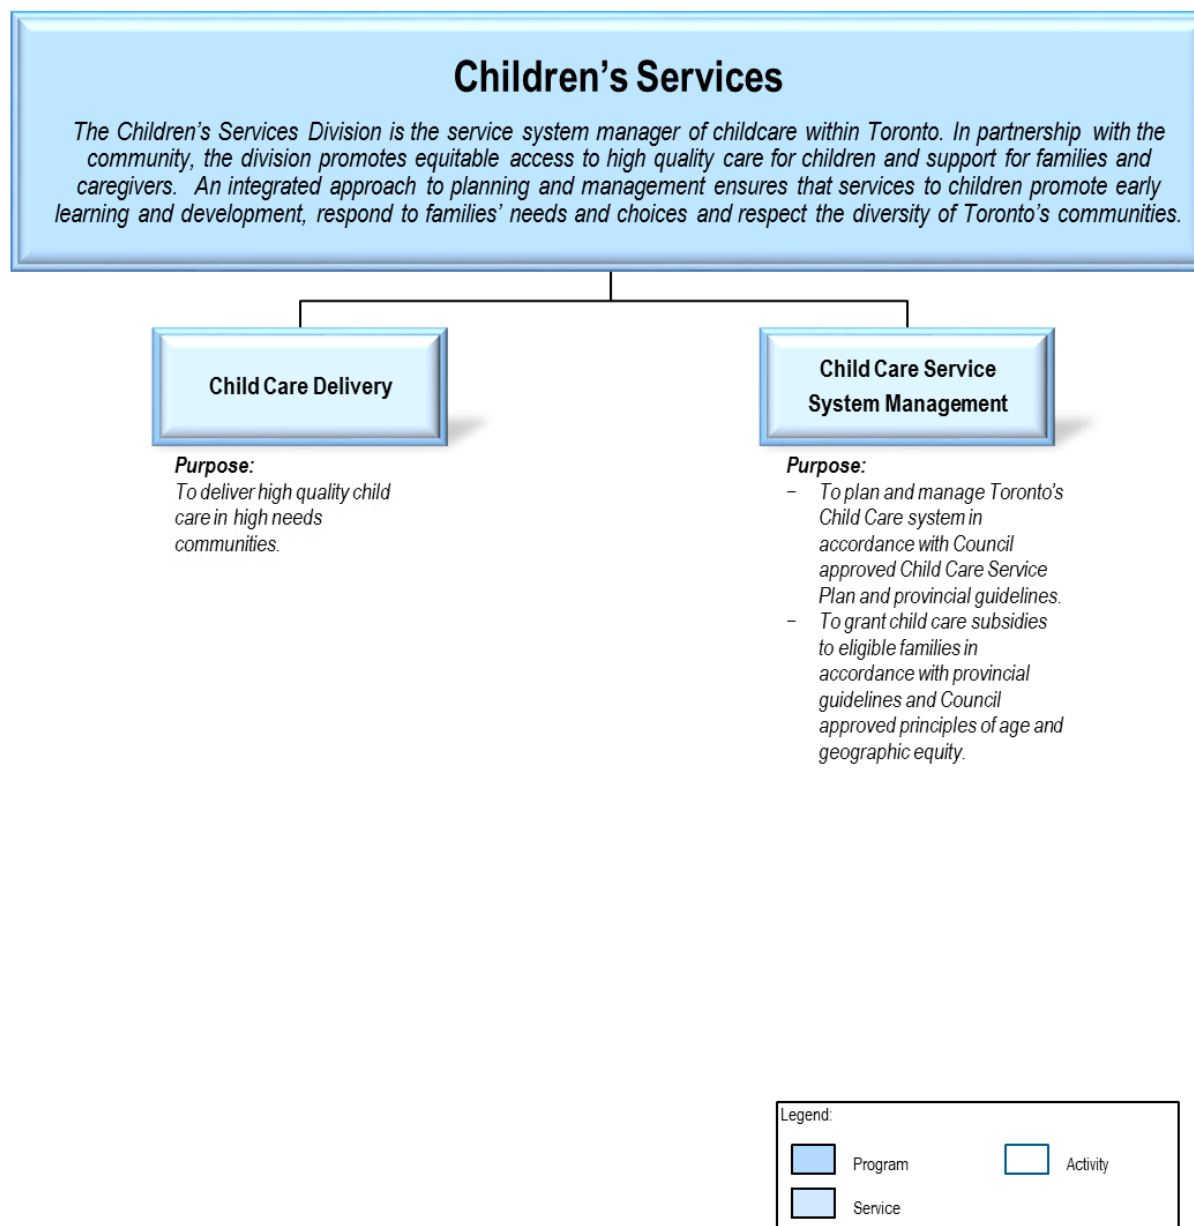 Children’s Services
The Children’s Services Division is the service system manager of childcare within Toronto. In partnership with the
community, the division promotes equitable access to high quality care for children and support for families and
caregivers. An integrated approach to planning and management ensures that services to children promote early
learning and development, respond to families’ needs and choices and respect the diversity of Toronto’s communities.
Child Care Delivery
Purpose:
To deliver high quality child
care in high needs
communities.
Child Care Service
System Management
Purpose:
− To plan and manage Toronto’s
Child Care system in
accordance with Council
approved Child Care Service
Plan and provincial guidelines.
− To grant child care subsidies
to eligible families in
accordance with provincial
guidelines and Council
approved principles of age and
geographic equity.
Legend:
Program
Activity
Service